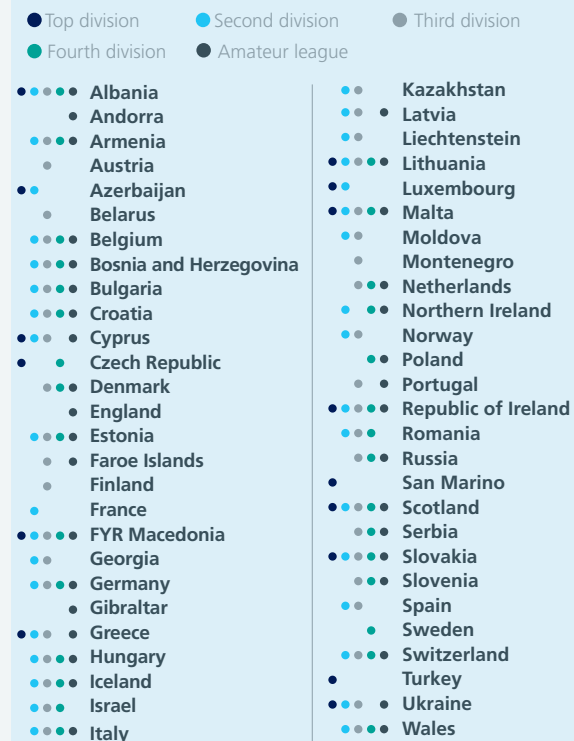 Top division Second division Third division
Fourth division Amateur league
Albania
Andorra
Armenia
Austria
Azerbaijan
Belarus
Belgium
Bosnia and Herzegovina
Bulgaria
Croatia
Cyprus
Czech Republic
Denmark
England
Estonia
Faroe Islands
Finland
France
FYR Macedonia
Georgia
Germany
Gibraltar
Greece
Hungary
Iceland
Israel
Italy
Kazakhstan
Latvia
Liechtenstein
Lithuania
Luxembourg
Malta
Moldova
Montenegro
Netherlands
Northern Ireland
Norway
Poland
Portugal
Republic of Ireland
Romania
Russia
San Marino
Scotland
Serbia
Slovakia
Slovenia
Spain
Sweden
Switzerland
Turkey
Ukraine
Wales